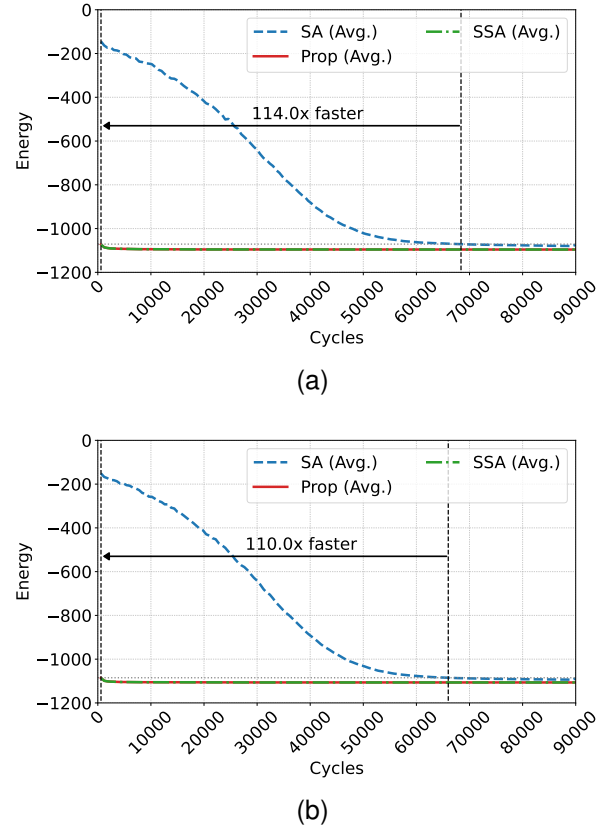 0
−200
−400
−600
−800
−1000
−1200
Energy
SA (Avg.)
Prop (Avg.)
SSA (Avg.)
114.0x faster
0
10000
20000
30000
40000
50000
60000
70000
80000
90000
Cycles
(a)
0
−200
−400
−600
−800
−1000
−1200
Energy
SA (Avg.)
Prop (Avg.)
SSA (Avg.)
110.0x faster
0
10000
20000
30000
40000
50000
60000
70000
80000
90000
Cycles
(b)